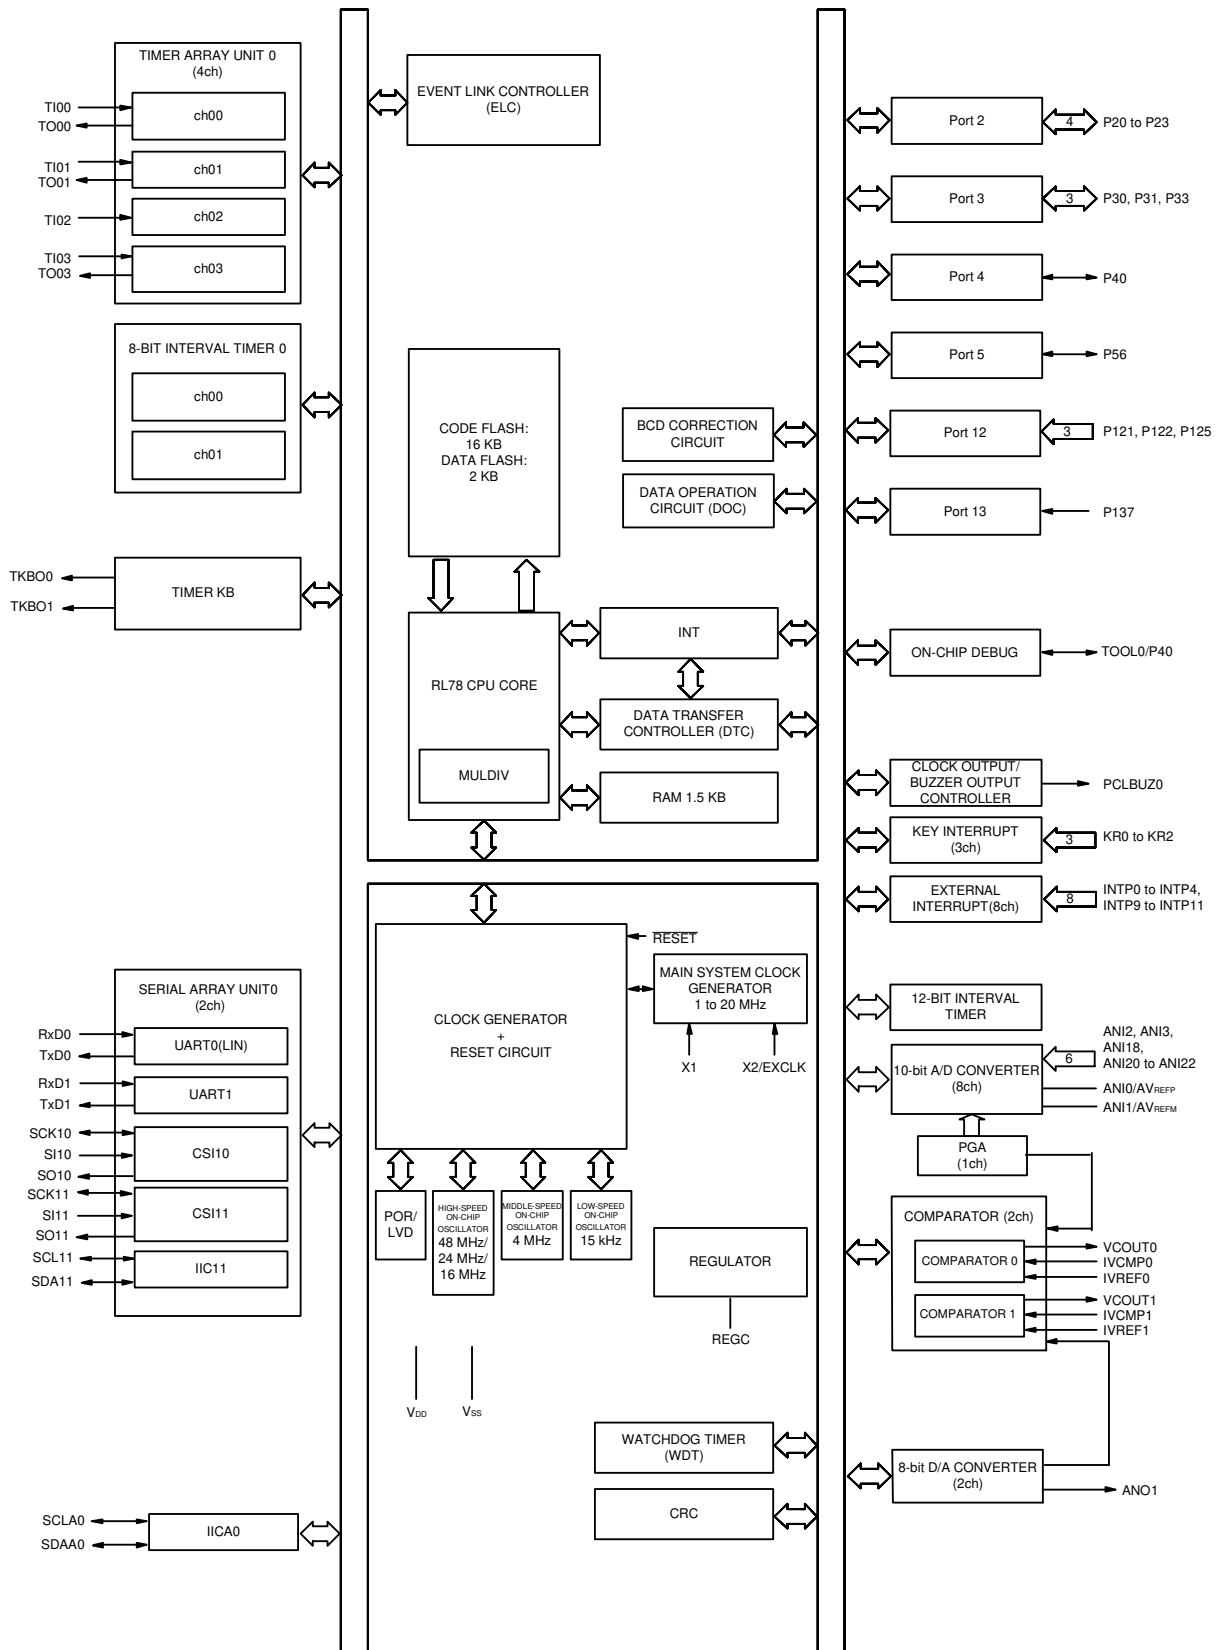 TIMER ARRAY UNIT 0
(4ch)
TI00
TO00
ch00
TI01
TO01
ch01
TI02
ch02
TI03
TO03
ch03
8-BIT INTERVAL TIMER 0
ch00
ch01
TKBO0
TKBO1
TIMER KB
SERIAL ARRAY UNIT0
(2ch)
RxD0
TxD0
UART0(LIN)
RxD1
TxD1
UART1
SCK10
SI10
SO10
CSI10
SCK11
SI11
SO11
CSI11
SCL11
SDA11
IIC11
SCLA0
SDAA0
IICA0
EVENT LINK CONTROLLER
(ELC)
CODE FLASH:
16 KB
DATA FLASH:
2 KB
BCD CORRECTION
CIRCUIT
DATA OPERATION
CIRCUIT (DOC)
RL78 CPU CORE
MULDIV
INT
DATA TRANSFER
CONTROLLER (DTC)
RAM 1.5 KB
CLOCK GENERATOR
+
RESET CIRCUIT
RESET
MAIN SYSTEM CLOCK
GENERATOR
1 to 20 MHz
X1
X2/EXCLK
POR/
LVD
HIGH-SPEED
ON-CHIP
OSCILLATOR
48 MHz/
24 MHz/
16 MHz
MIDDLE-SPEED
ON-CHIP
OSCILLATOR
4 MHz
LOW-SPEED
ON-CHIP
OSCILLATOR
15 kHz
REGULATOR
REGC
VDD
VSS
WATCHDOG TIMER
(WDT)
CRC
Port 2
4
P20 to P23
Port 3
3
P30, P31, P33
Port 4
P40
Port 5
P56
Port 12
3
P121, P122, P125
Port 13
P137
ON-CHIP DEBUG
TOOL0/P40
CLOCK OUTPUT/
BUZZER OUTPUT
CONTROLLER
PCLBUZ0
KEY INTERRUPT
(3ch)
3
KR0 to KR2
EXTERNAL
INTERRUPT(8ch)
8
INTP0 to INTP4,
INTP9 to INTP11
12-BIT INTERVAL
TIMER
10-bit A/D CONVERTER
(8ch)
6
ANI2, ANI3,
ANI18,
ANI20 to ANI22
ANI0/AVREFP
ANI1/AVREFM
PGA
(1ch)
COMPARATOR (2ch)
COMPARATOR 0
VCOUT0
IVCMP0
IVREF0
COMPARATOR 1
VCOUT1
IVCMP1
IVREF1
8-bit D/A CONVERTER
(2ch)
ANO1